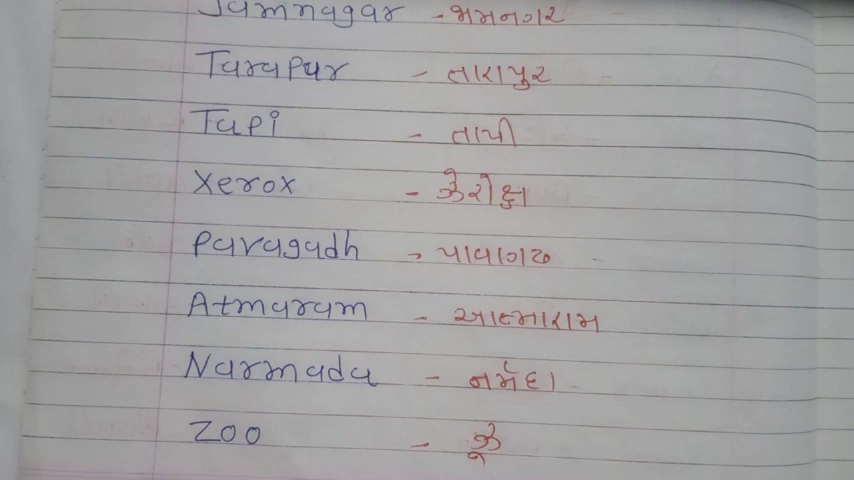 Jamnagar - જામનગર
Tarapur - તારાપુર
Tapi - તાપી
Xerox - ઝેરોક્ષ
Pavagadh - પાવાગઢ
Atmaram - આત્મારામ
Narmada - નર્મદા
Zoo - ઝૂ